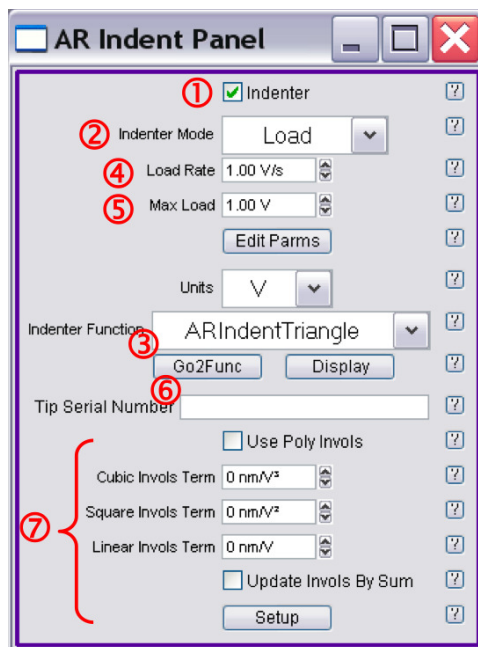 AR Indent Panel
① Indenter ?
② Indenter Mode Load ?
④ Load Rate 1.00 V/s ?
⑤ Max Load 1.00 V ?
Edit Parms ?
Units V ?
Indenter Function ③ ARIndentTriangle ?
Go2Func Display ?
⑥
Tip Serial Number ?
Use Poly Invols ?
Cubic Invols Term 0 nm/V³ ?
Square Invols Term 0 nm/V² ?
⑦ Linear Invols Term 0 nm/V ?
Update Invols By Sum ?
Setup ?